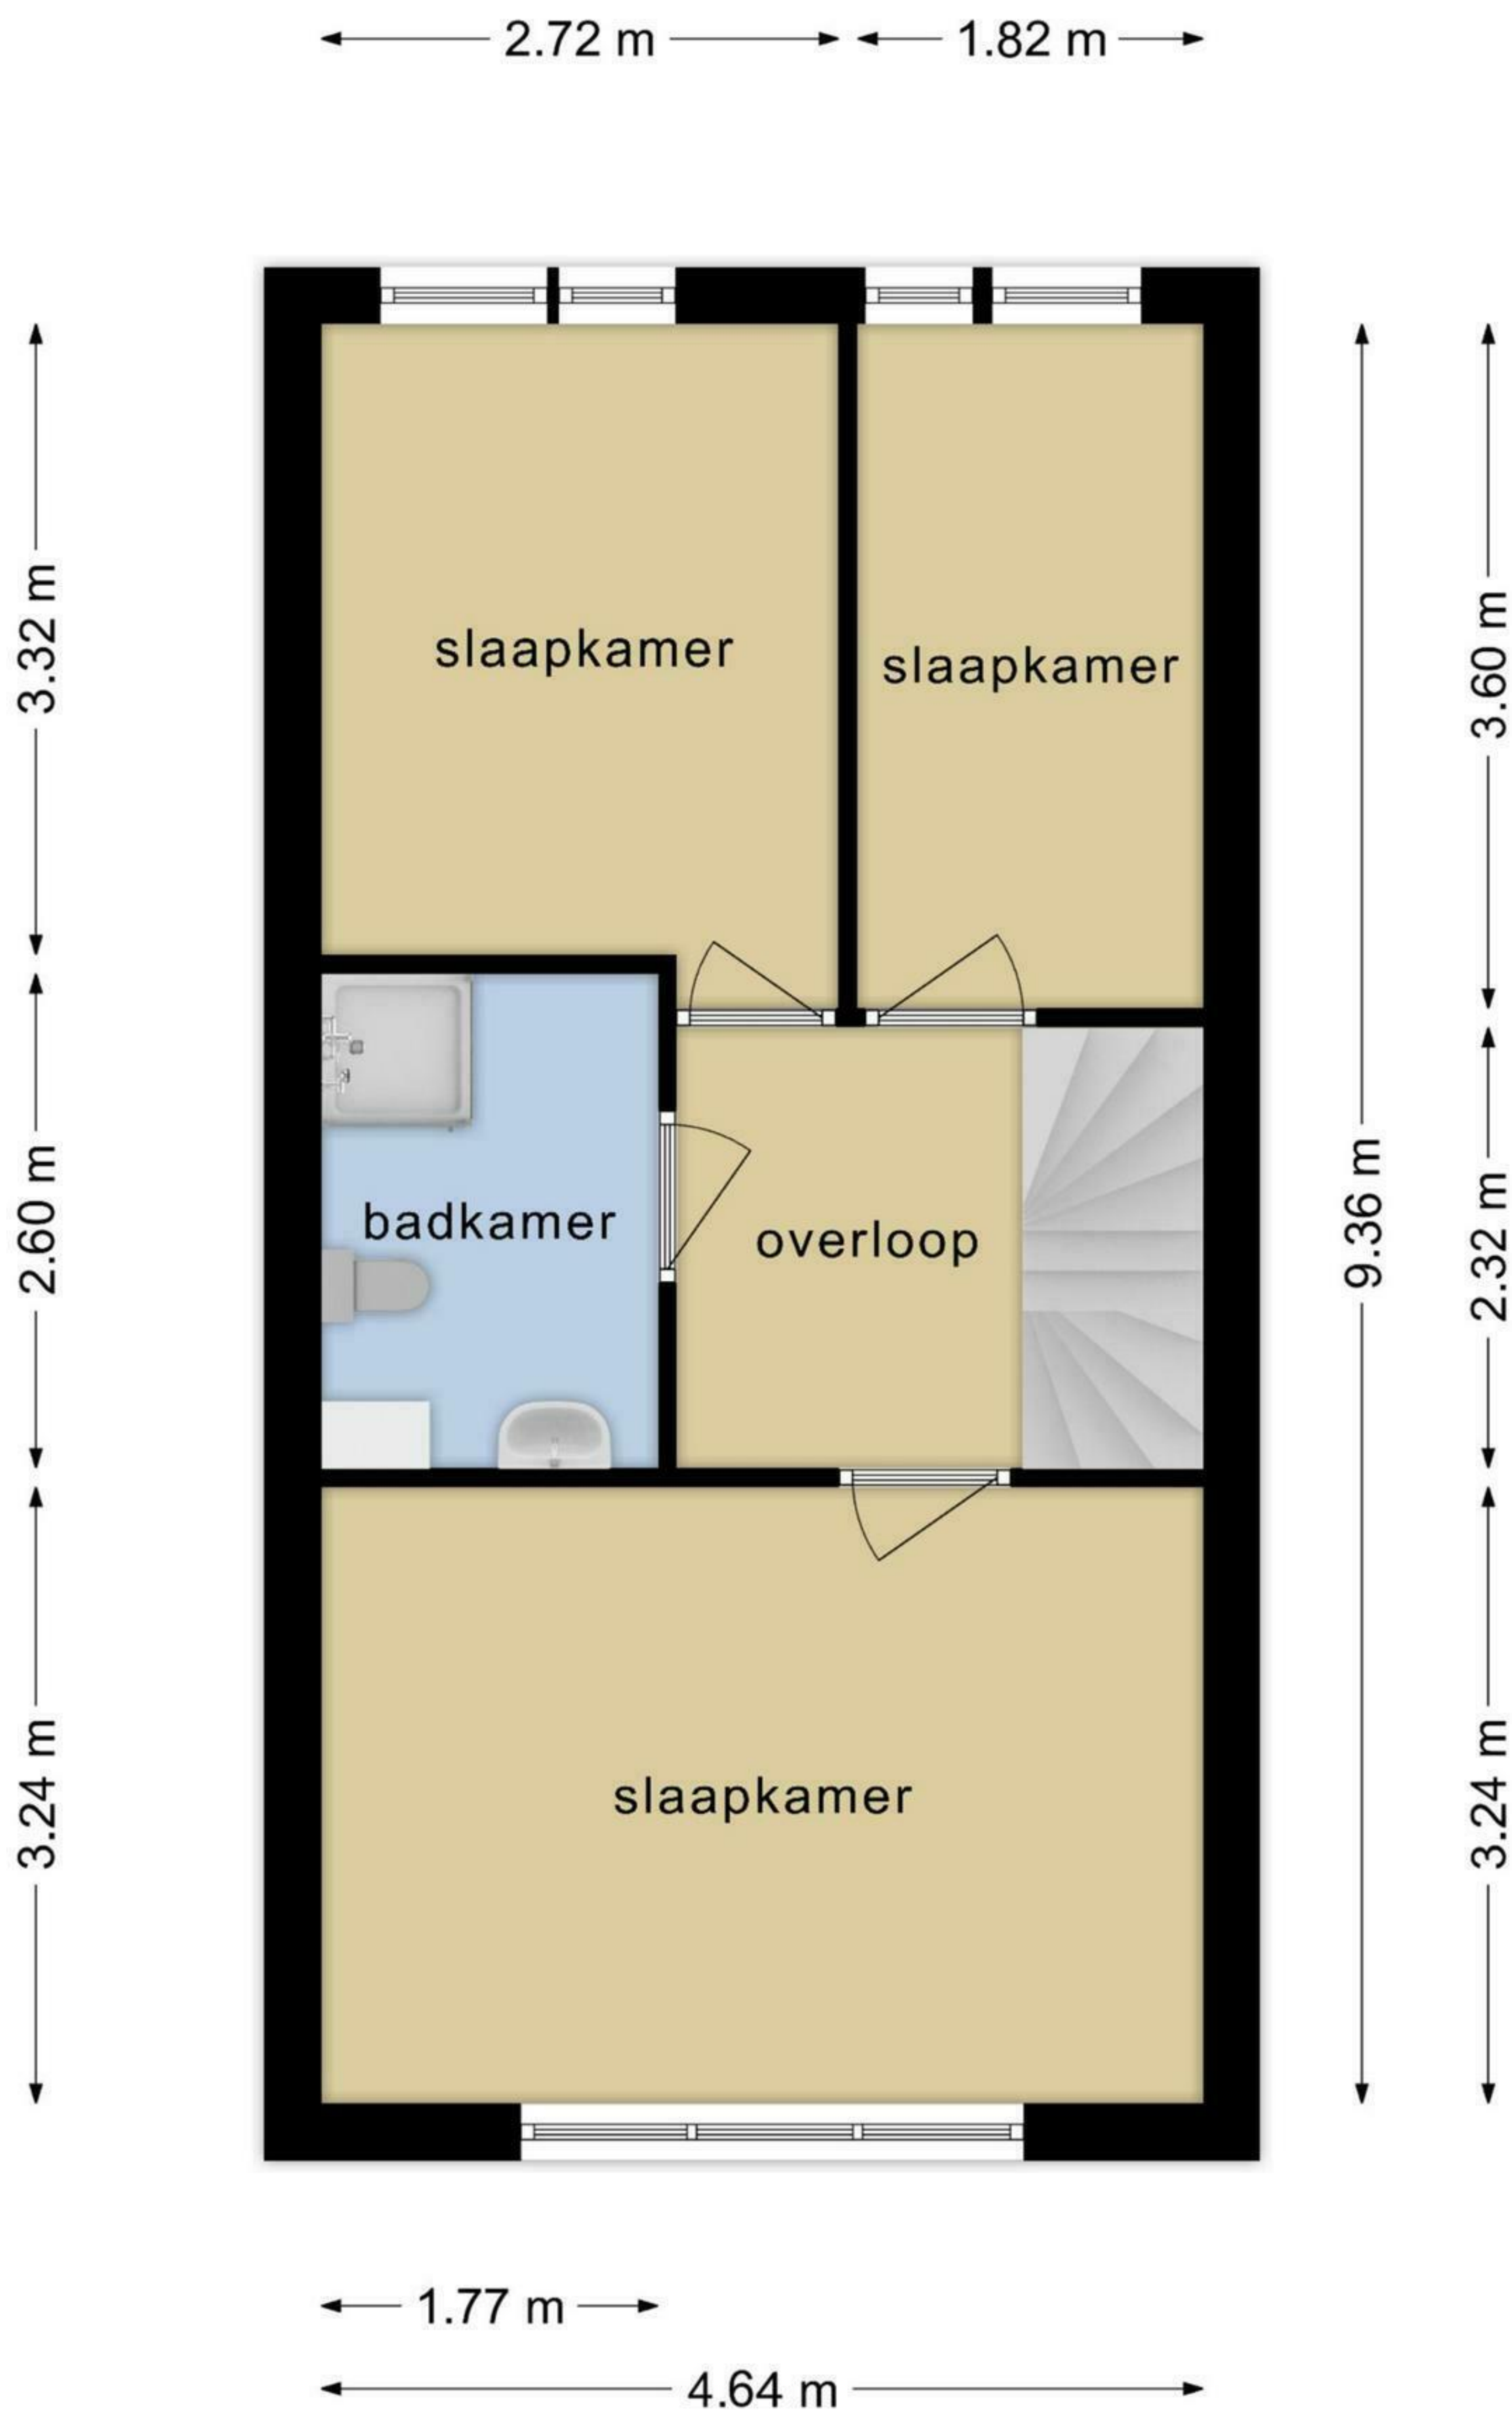 2.72 m
1.82 m
3.32 m
3.60 m
slaapkamer
slaapkamer
2.60 m
badkamer
overloop
9.36 m
2.32 m
3.24 m
slaapkamer
3.24 m
1.77 m
4.64 m